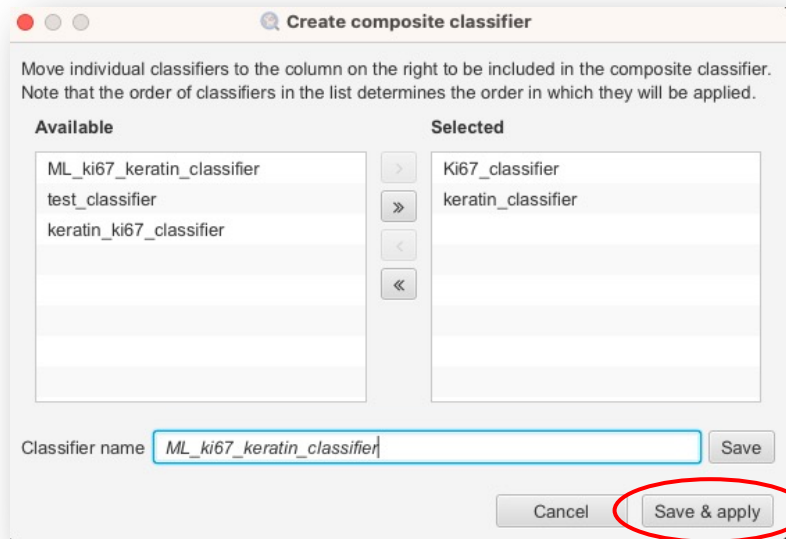 Create composite classifier
Move individual classifiers to the column on the right to be included in the composite classifier.
Note that the order of classifiers in the list determines the order in which they will be applied.
Available
Selected
ML_ki67_keratin_classifier
test_classifier
keratin_ki67_classifier
>
»
<
«
Ki67_classifier
keratin_classifier
Classifier name ML_ki67_keratin_classifier Save
Cancel Save & apply